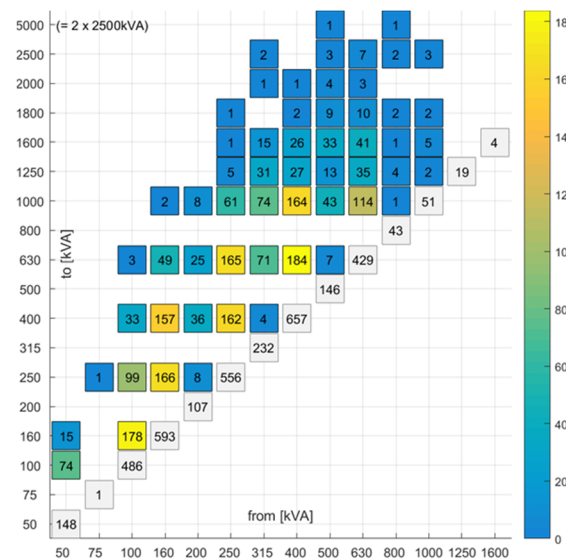 5000 (= 2 x 2500kVA) 1 1
2500 2 3 7 2 3
2000 1 1 4 3
1800 1 2 9 10 2 2
1600 1 15 26 33 41 1 5 4
1250 5 31 27 13 35 4 2 19
1000 2 8 61 74 164 43 114 1 51
800 43
630 3 49 25 165 71 184 7 429
500 146
400 33 157 36 162 4 657
315 232
250 1 99 166 8 556
200 107
160 15 178 593
100 74 486
75 1
50 148
to [kVA]
from [kVA]
50 75 100 160 200 250 315 400 500 630 800 1000 1250 1600
0
20
40
60
80